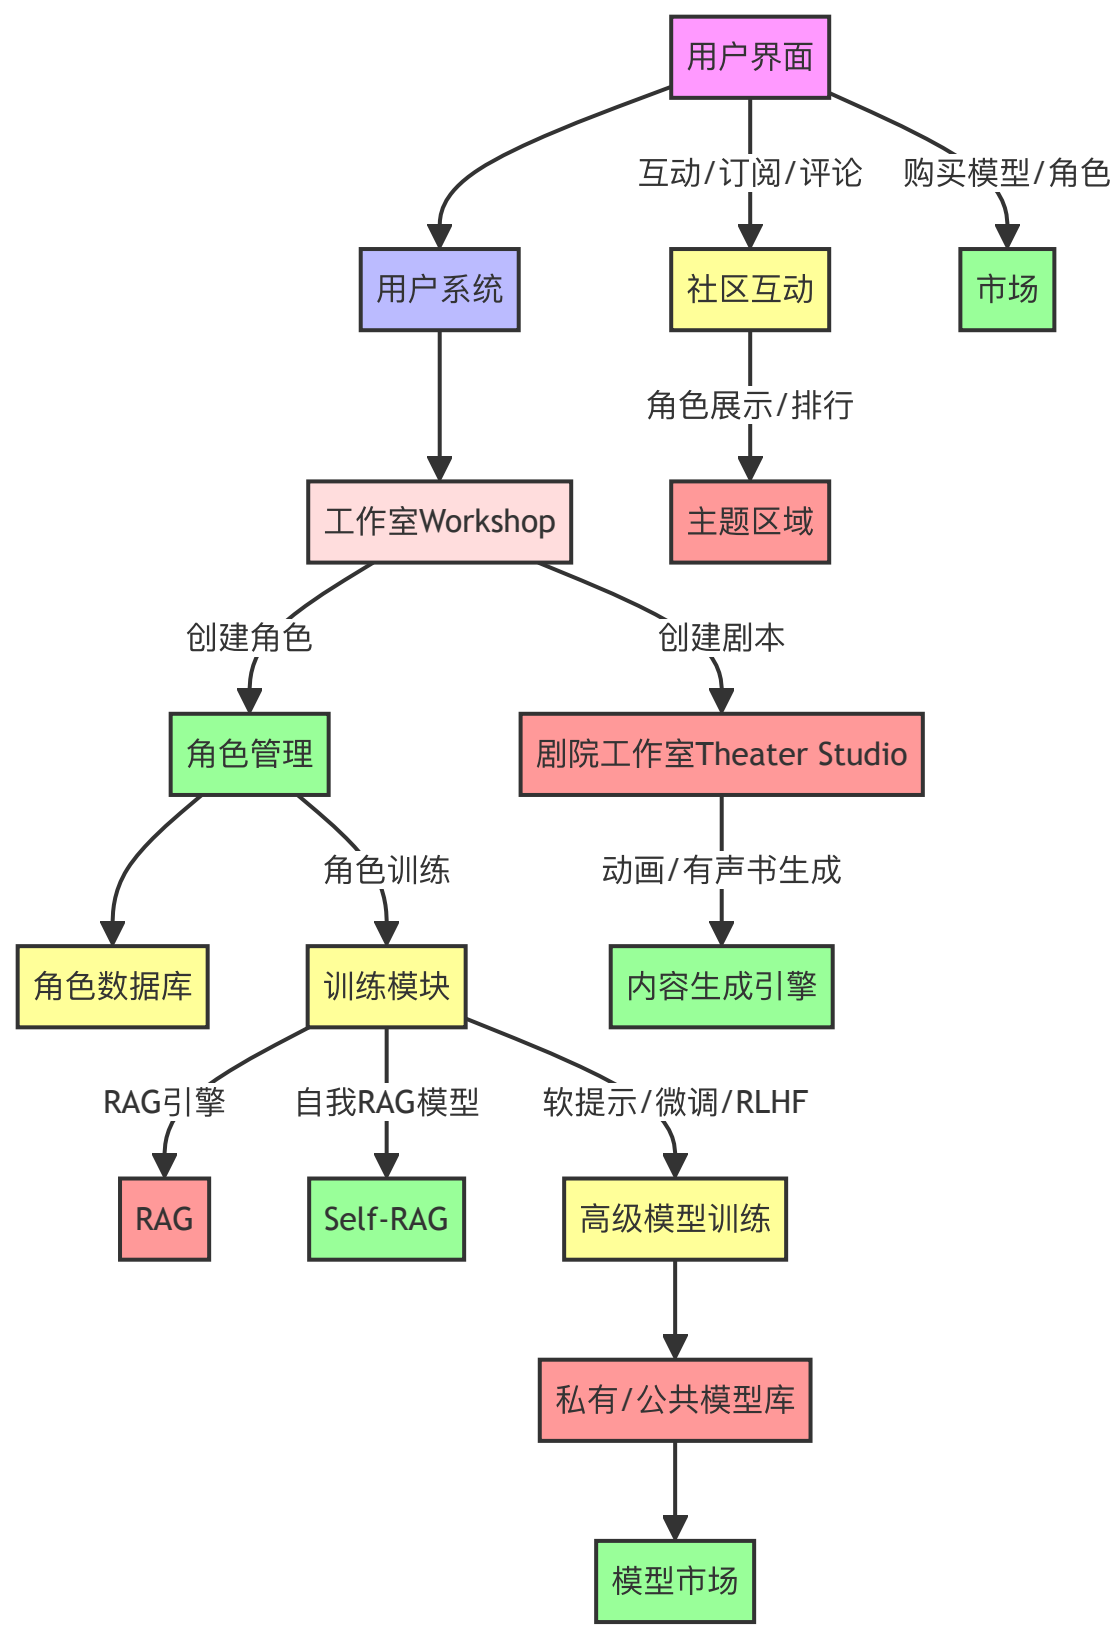 用户界面
互动/订阅/评论
购买模型/角色
用户系统
社区互动
市场
角色展示/排行
工作室Workshop
主题区域
创建角色
创建剧本
角色管理
剧院工作室Theater Studio
角色训练
动画/有声书生成
角色数据库
训练模块
内容生成引擎
RAG引擎
自我RAG模型
软提示/微调/RLHF
RAG
Self-RAG
高级模型训练
私有/公共模型库
模型市场